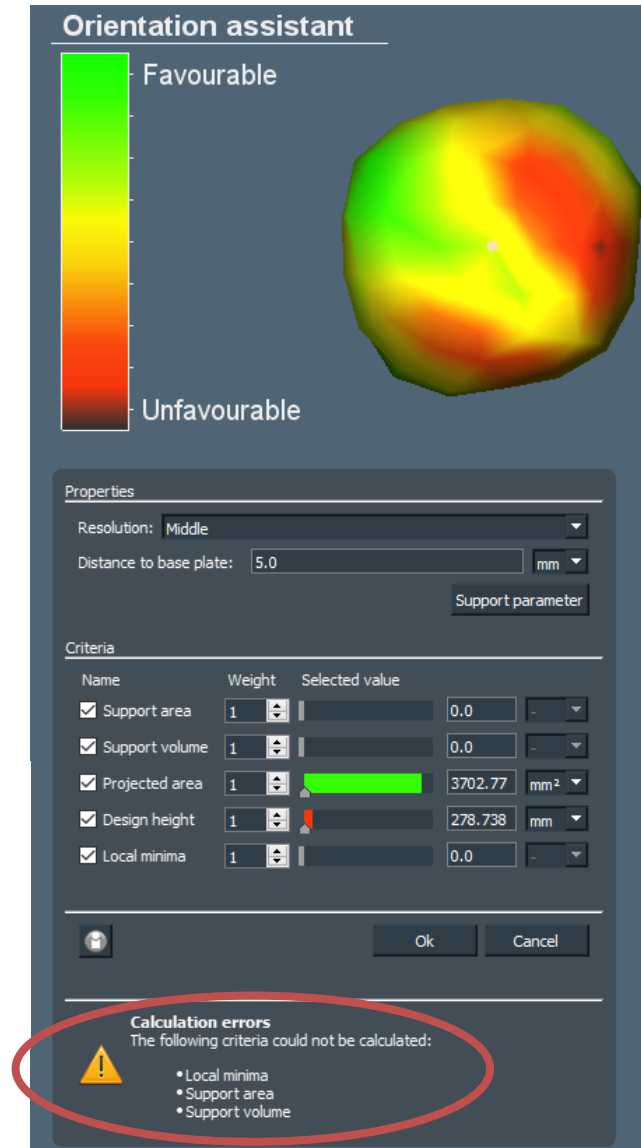 Orientation assistant
Favourable
Unfavourable
Properties
Resolution: Middle
Distance to base plate: 5.0 mm
Support parameter
Criteria
Name Weight Selected value
Support area 1 0.0 -
Support volume 1 0.0 -
Projected area 1 3702.77 mm²
Design height 1 278.738 mm
Local minima 1 0.0 -
Ok Cancel
Calculation errors
The following criteria could not be calculated:
• Local minima
• Support area
• Support volume